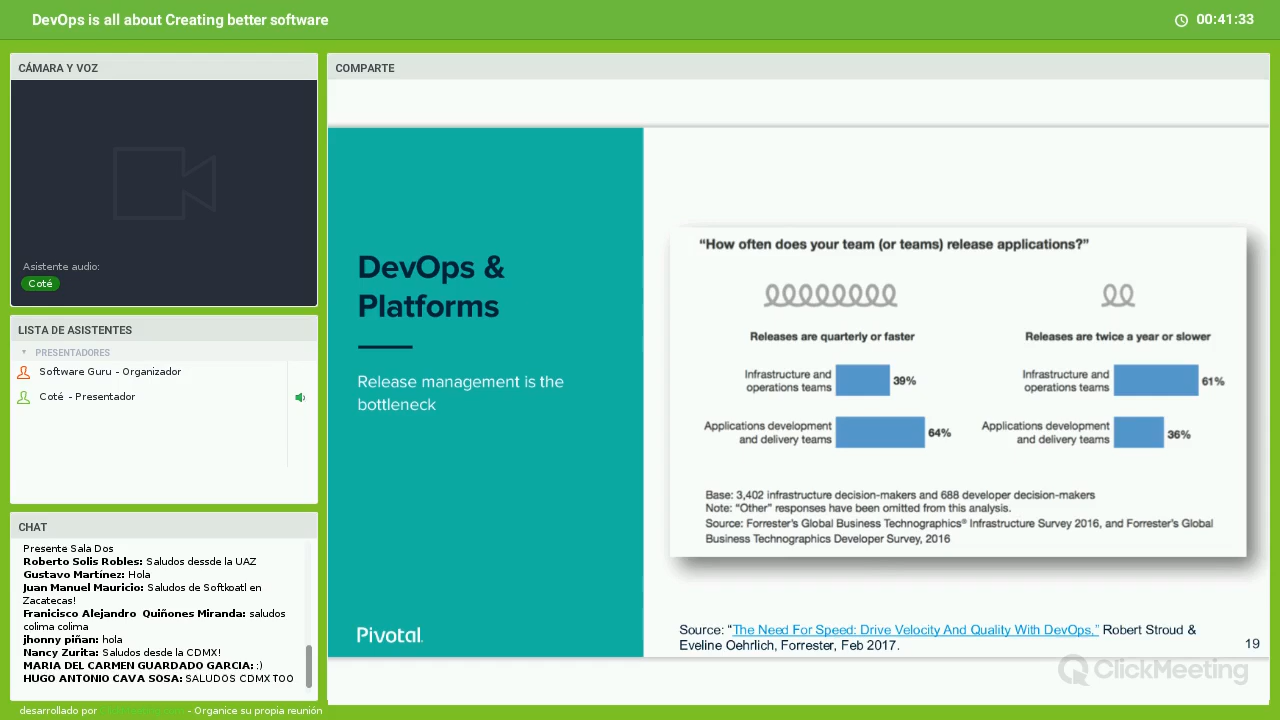 DevOps is all about Creating better software
00:41:33
CÁMARA Y VOZ
Asistente audio:
Coté
LISTA DE ASISTENTES
PRESENTADORES
Software Guru - Organizador
Coté - Presentador
CHAT
Presente Sala Dos
Roberto Solis Robles: Saludos dessde la UAZ
Gustavo Martínez: Hola
Juan Manuel Mauricio: Saludos de Softkoatl en
Zacatecas!
Francicisco Alejandro Quiñones Miranda: saludos
colima colima
jhonny piñan: hola
Nancy Zurita: Saludos desde la CDMX!
MARIA DEL CARMEN GUARDADO GARCIA: :)
HUGO ANTONIO CAVA SOSA: SALUDOS CDMX TOO
desarrollado por
- Organice su propia reunión
COMPARTE
DevOps &
Platforms
Release management is the
bottleneck
Pivotal.
“How often does your team (or teams) release applications?”
Releases are quarterly or faster
Infrastructure and
operations teams
39%
Applications development
and delivery teams
64%
Releases are twice a year or slower
Infrastructure and
operations teams
61%
Applications development
and delivery teams
36%
Base: 3,402 infrastructure decision-makers and 688 developer decision-makers
Note: “Other” responses have been omitted from this analysis.
Source: Forrester’s Global Business Technographics® Infrastructure Survey 2016, and Forrester’s Global
Business Technographics Developer Survey, 2016
Source: “The Need For Speed: Drive Velocity And Quality With DevOps,” Robert Stroud &
Eveline Oehrlich, Forrester, Feb 2017.
19
ClickMeeting